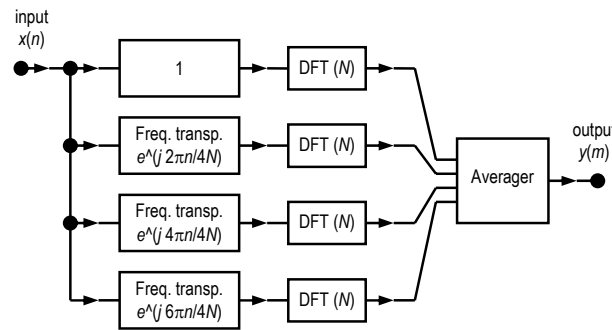 input
x(n)
1
DFT (N)
Freq. transp.
e^(j 2πn/4N)
DFT (N)
Freq. transp.
e^(j 4πn/4N)
DFT (N)
Freq. transp.
e^(j 6πn/4N)
DFT (N)
Averager
output
y(m)